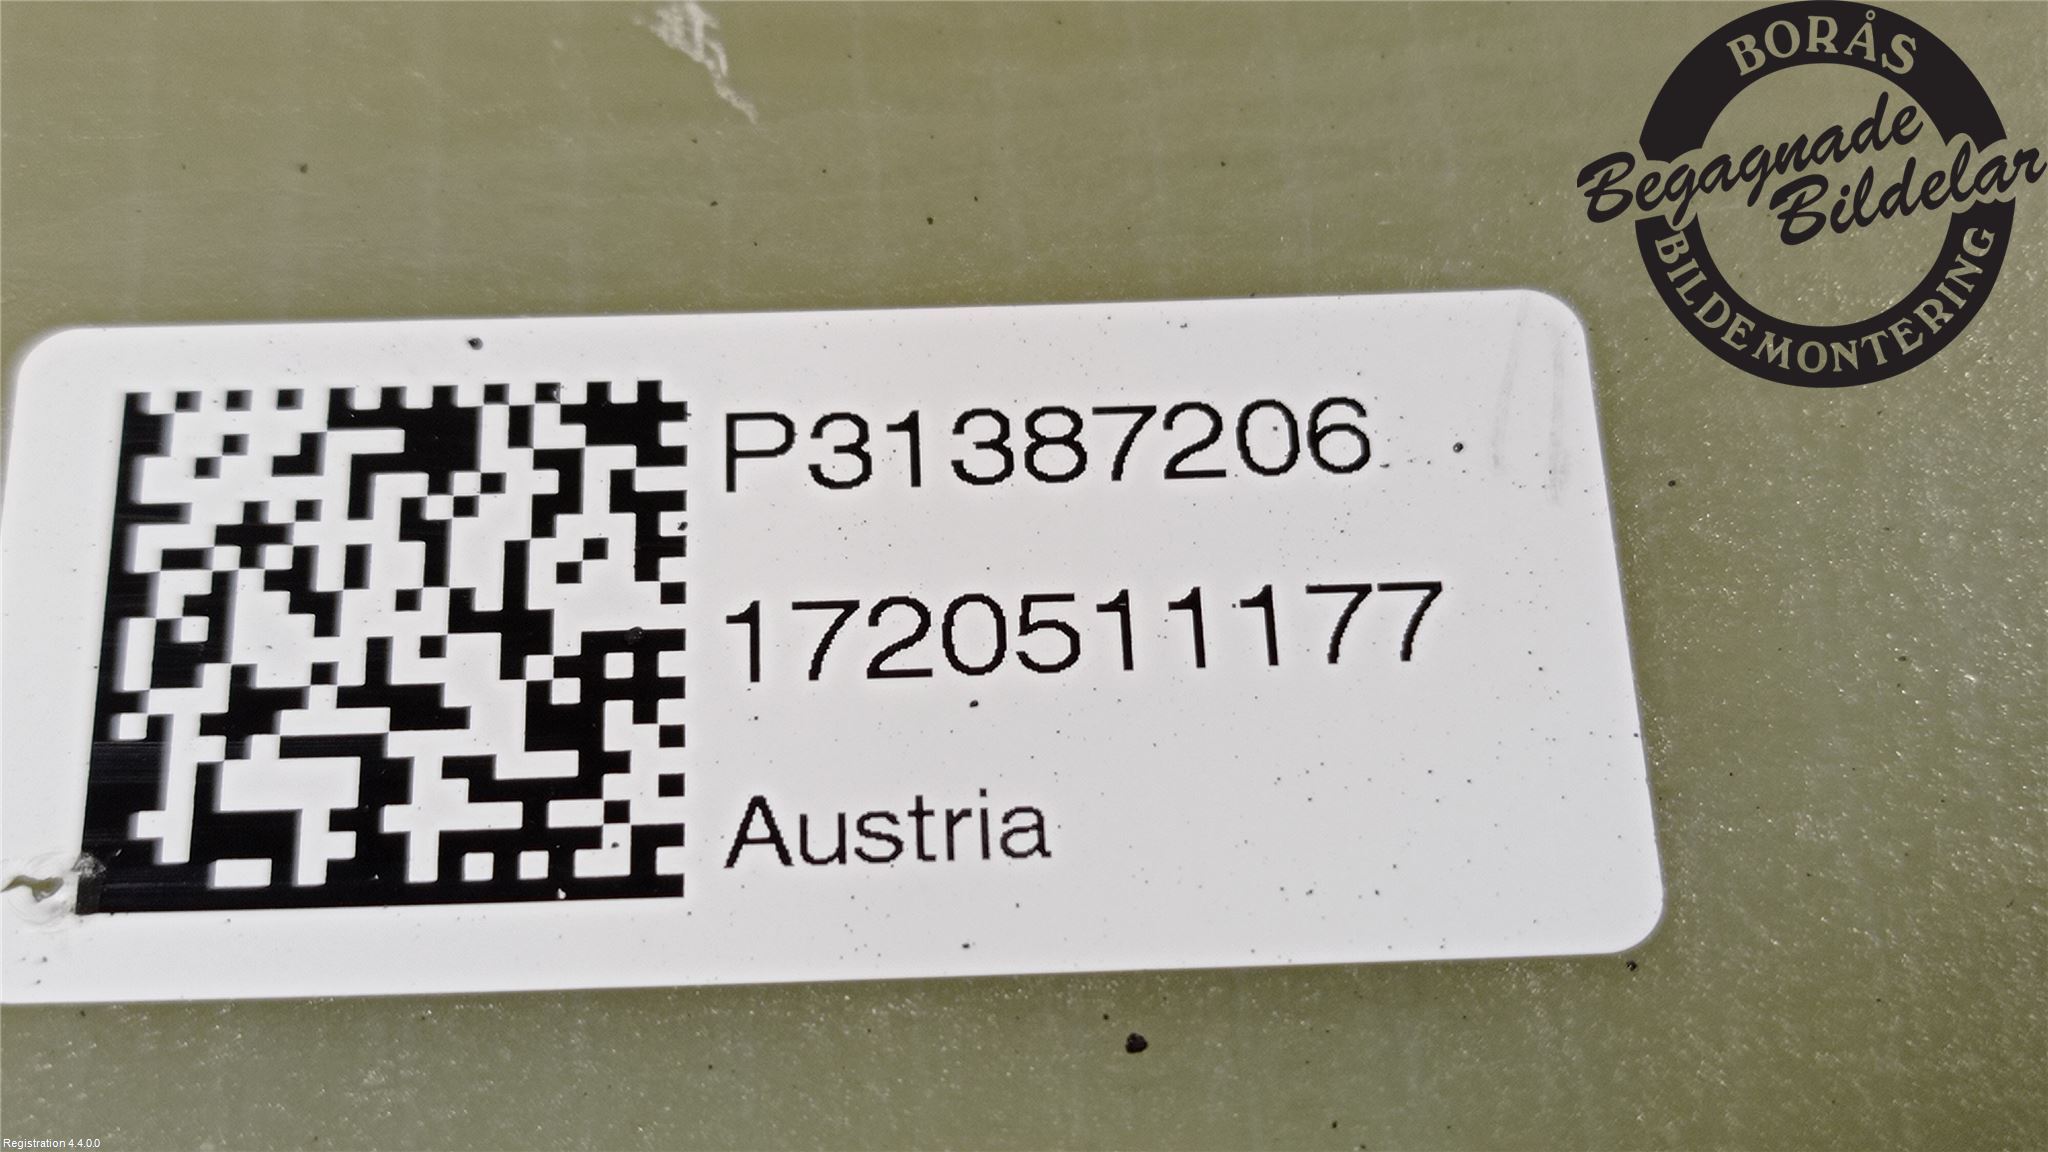 BORÅS
Begagnade
Bildelar
BILDEMONTERING
P31387206
1720511177
Austria
Registration 4.4.0.0